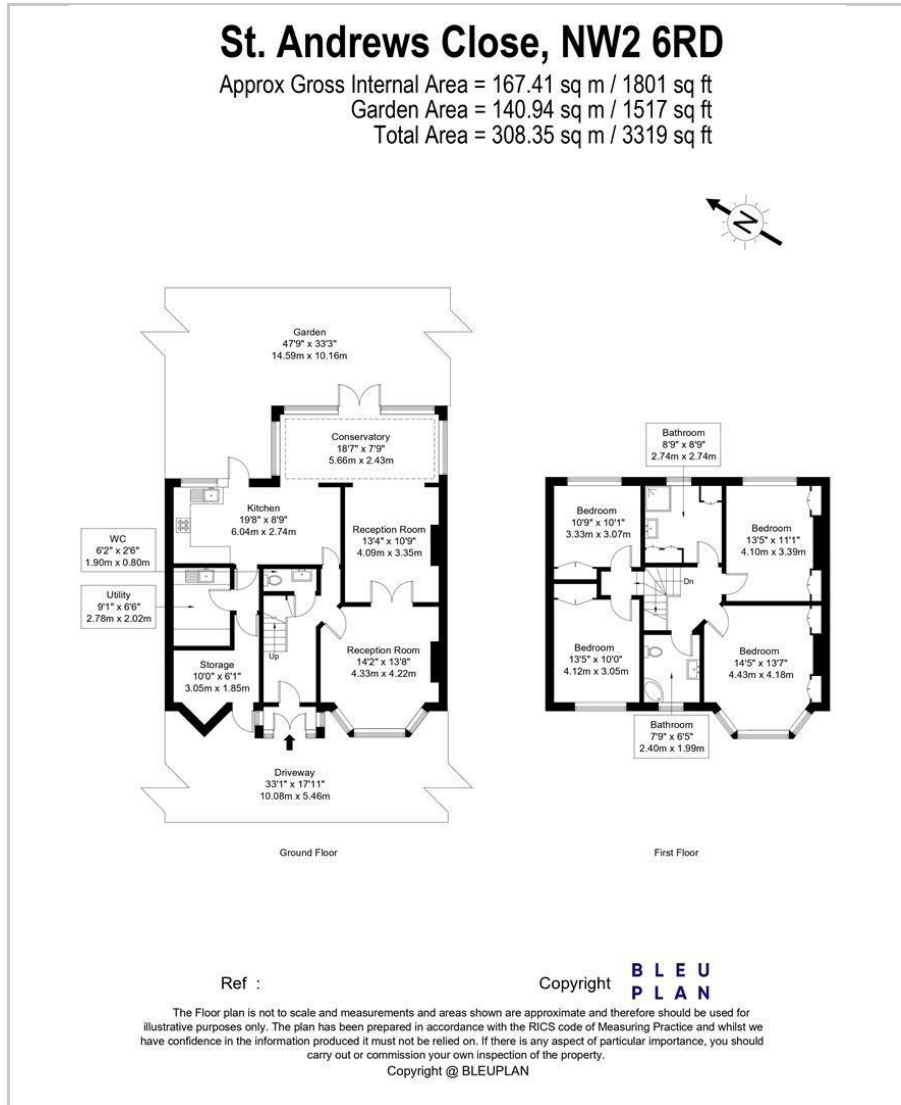 St. Andrews Close, NW2 6RD
Approx Gross Internal Area = 167.41 sq m / 1801 sq ft
Garden Area = 140.94 sq m / 1517 sq ft
Total Area = 308.35 sq m / 3319 sq ft
N
Garden
47'9" x 33'3"
14.59m x 10.16m
Conservatory
18'7" x 7'9"
5.66m x 2.43m
Kitchen
19'8" x 8'9"
6.04m x 2.74m
Reception Room
13'4" x 10'9"
4.09m x 3.35m
WC
6'2" x 2'6"
1.90m x 0.80m
Utility
9'1" x 6'6"
2.78m x 2.02m
Storage
10'0" x 6'1"
3.05m x 1.85m
Up
Reception Room
14'2" x 13'8"
4.33m x 4.22m
Driveway
33'1" x 17'11"
10.08m x 5.46m
Ground Floor
Bathroom
8'9" x 8'9"
2.74m x 2.74m
Bedroom
10'9" x 10'1"
3.33m x 3.07m
Bedroom
13'5" x 11'1"
4.10m x 3.39m
Dn
Bedroom
13'5" x 10'0"
4.12m x 3.05m
Bedroom
14'5" x 13'7"
4.43m x 4.18m
Bathroom
7'9" x 6'5"
2.40m x 1.99m
First Floor
Ref :
Copyright
BLEU
PLAN
The Floor plan is not to scale and measurements and areas shown are approximate and therefore should be used for
illustrative purposes only. The plan has been prepared in accordance with the RICS code of Measuring Practice and whilst we
have confidence in the information produced it must not be relied on. If there is any aspect of particular importance, you should
carry out or commission your own inspection of the property.
Copyright @ BLEUPLAN